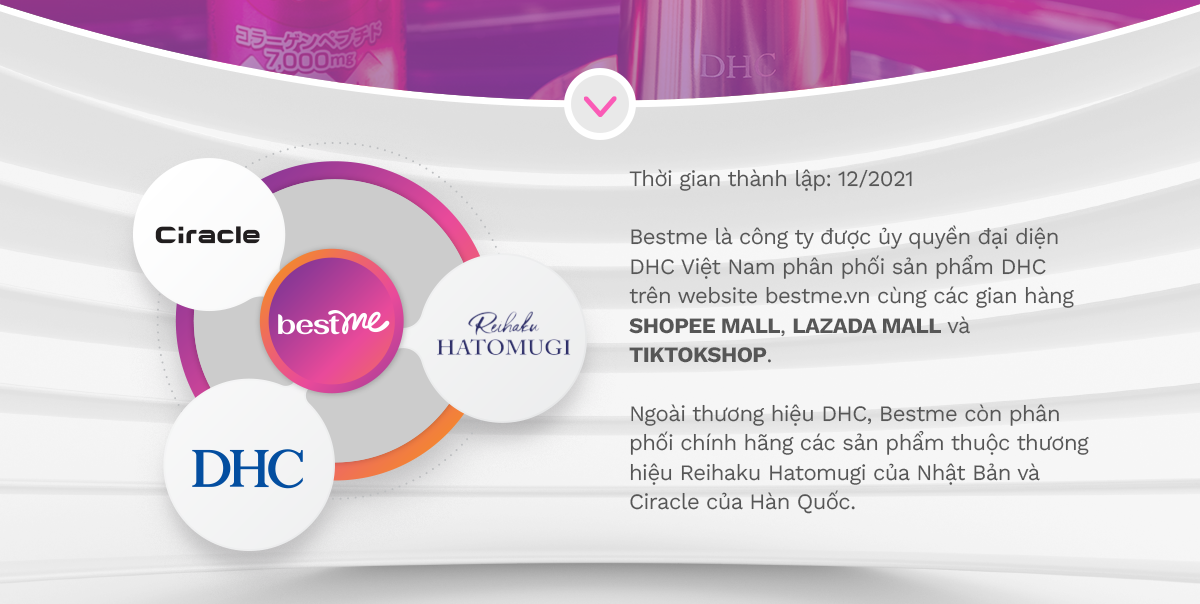 コラーゲンペプチド
7,000mg
DHC
Ciracle
bestme
Reihaku
HATOMUGI
DHC
Thời gian thành lập: 12/2021
Bestme là công ty được ủy quyền đại diện
DHC Việt Nam phân phối sản phẩm DHC
trên website bestme.vn cùng các gian hàng
SHOPEE MALL, LAZADA MALL và
TIKTOKSHOP.
Ngoài thương hiệu DHC, Bestme còn phân
phối chính hãng các sản phẩm thuộc thương
hiệu Reihaku Hatomugi của Nhật Bản và
Ciracle của Hàn Quốc.